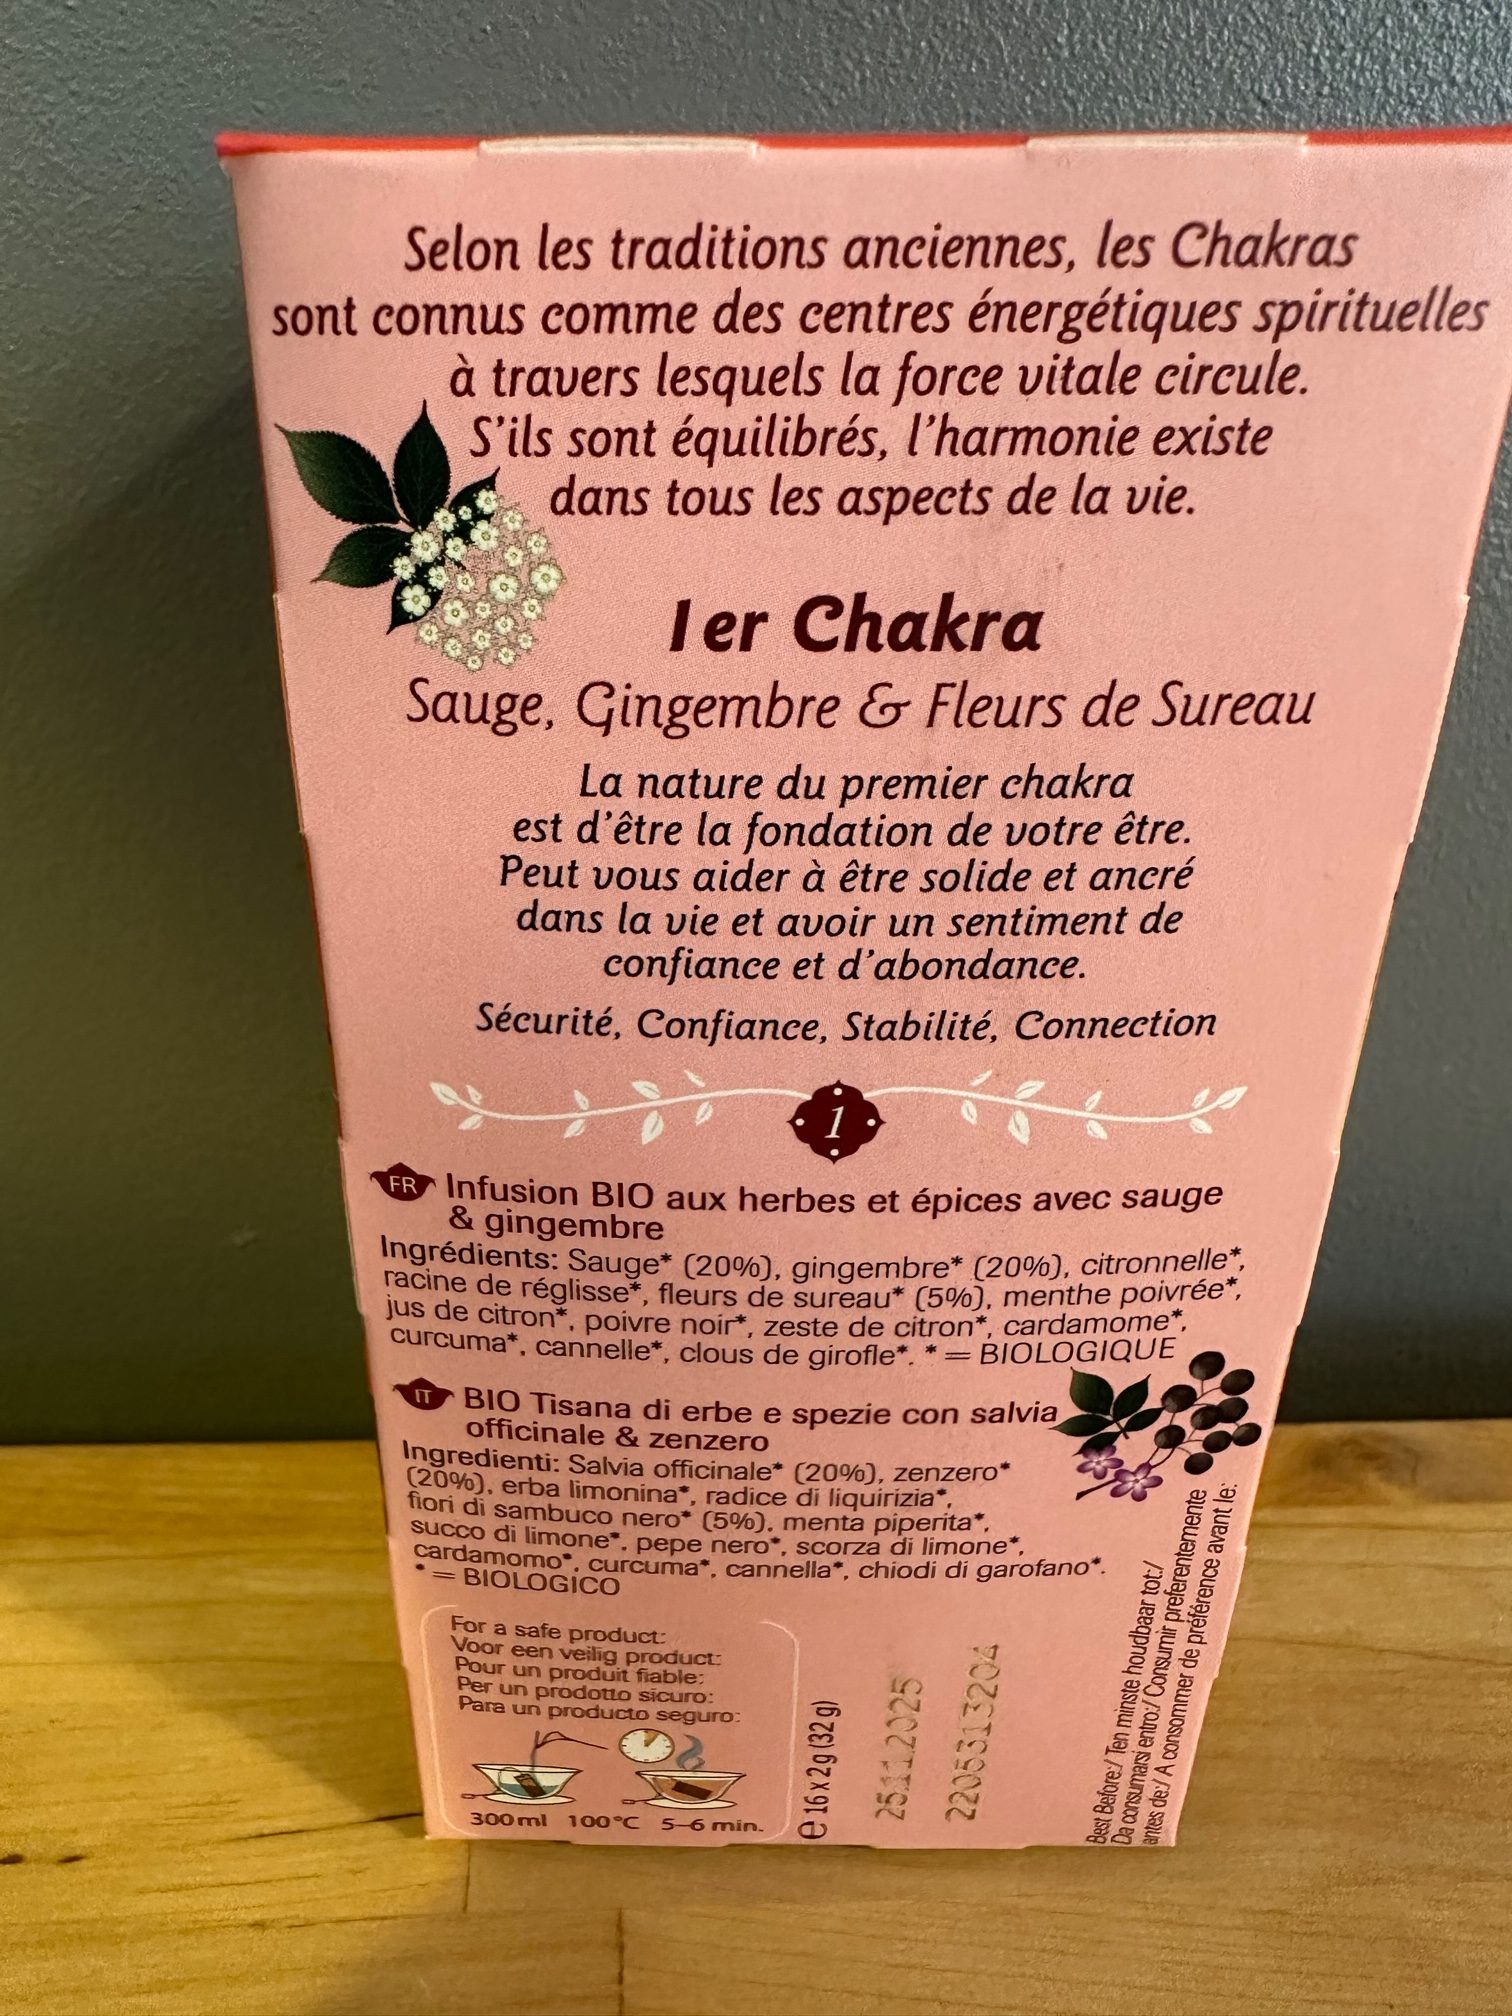 Selon les traditions anciennes, les Chakras
sont connus comme des centres énergétiques spirituelles
à travers lesquels la force vitale circule.
S'ils sont équilibrés, l'harmonie existe
dans tous les aspects de la vie.
1er Chakra
Sauge, Gingembre & Fleurs de Sureau
La nature du premier chakra
est d'être la fondation de votre être.
Peut vous aider à être solide et ancré
dans la vie et avoir un sentiment de
confiance et d'abondance.
Sécurité, Confiance, Stabilité, Connection
1
FR Infusion BIO aux herbes et épices avec sauge
& gingembre
Ingrédients: Sauge* (20%), gingembre* (20%), citronnelle*,
racine de réglisse*, fleurs de sureau* (5%), menthe poivrée*,
jus de citron*, poivre noir*, zeste de citron*, cardamome*,
curcuma*, cannelle*, clous de girofle*. *= BIOLOGIQUE
IT BIO Tisana di erbe e spezie con salvia
officinale & zenzero
Ingredienti: Salvia officinale* (20%), zenzero*
(20%), erba limonina*, radice di liquirizia*,
fiori di sambuco nero* (5%), menta piperita*,
succo di limone*, pepe nero*, scorza di limone*,
cardamomo*, curcuma*, cannella*, chiodi di garofano*.
*= BIOLOGICO
For a safe product:
Voor een veilig product:
Pour un produit fiable:
Per un prodotto sicuro:
Para un producto seguro:
300ml 100°C 5-6 min.
e 16 x 2 g (32 g)
25.11.2025
2205313204
Best Before:/ Ten minste houdbaar tot:/
Da consumarsi entro:/ Consumir preferentemente
antes de:/ A consommer de préférence avant le: